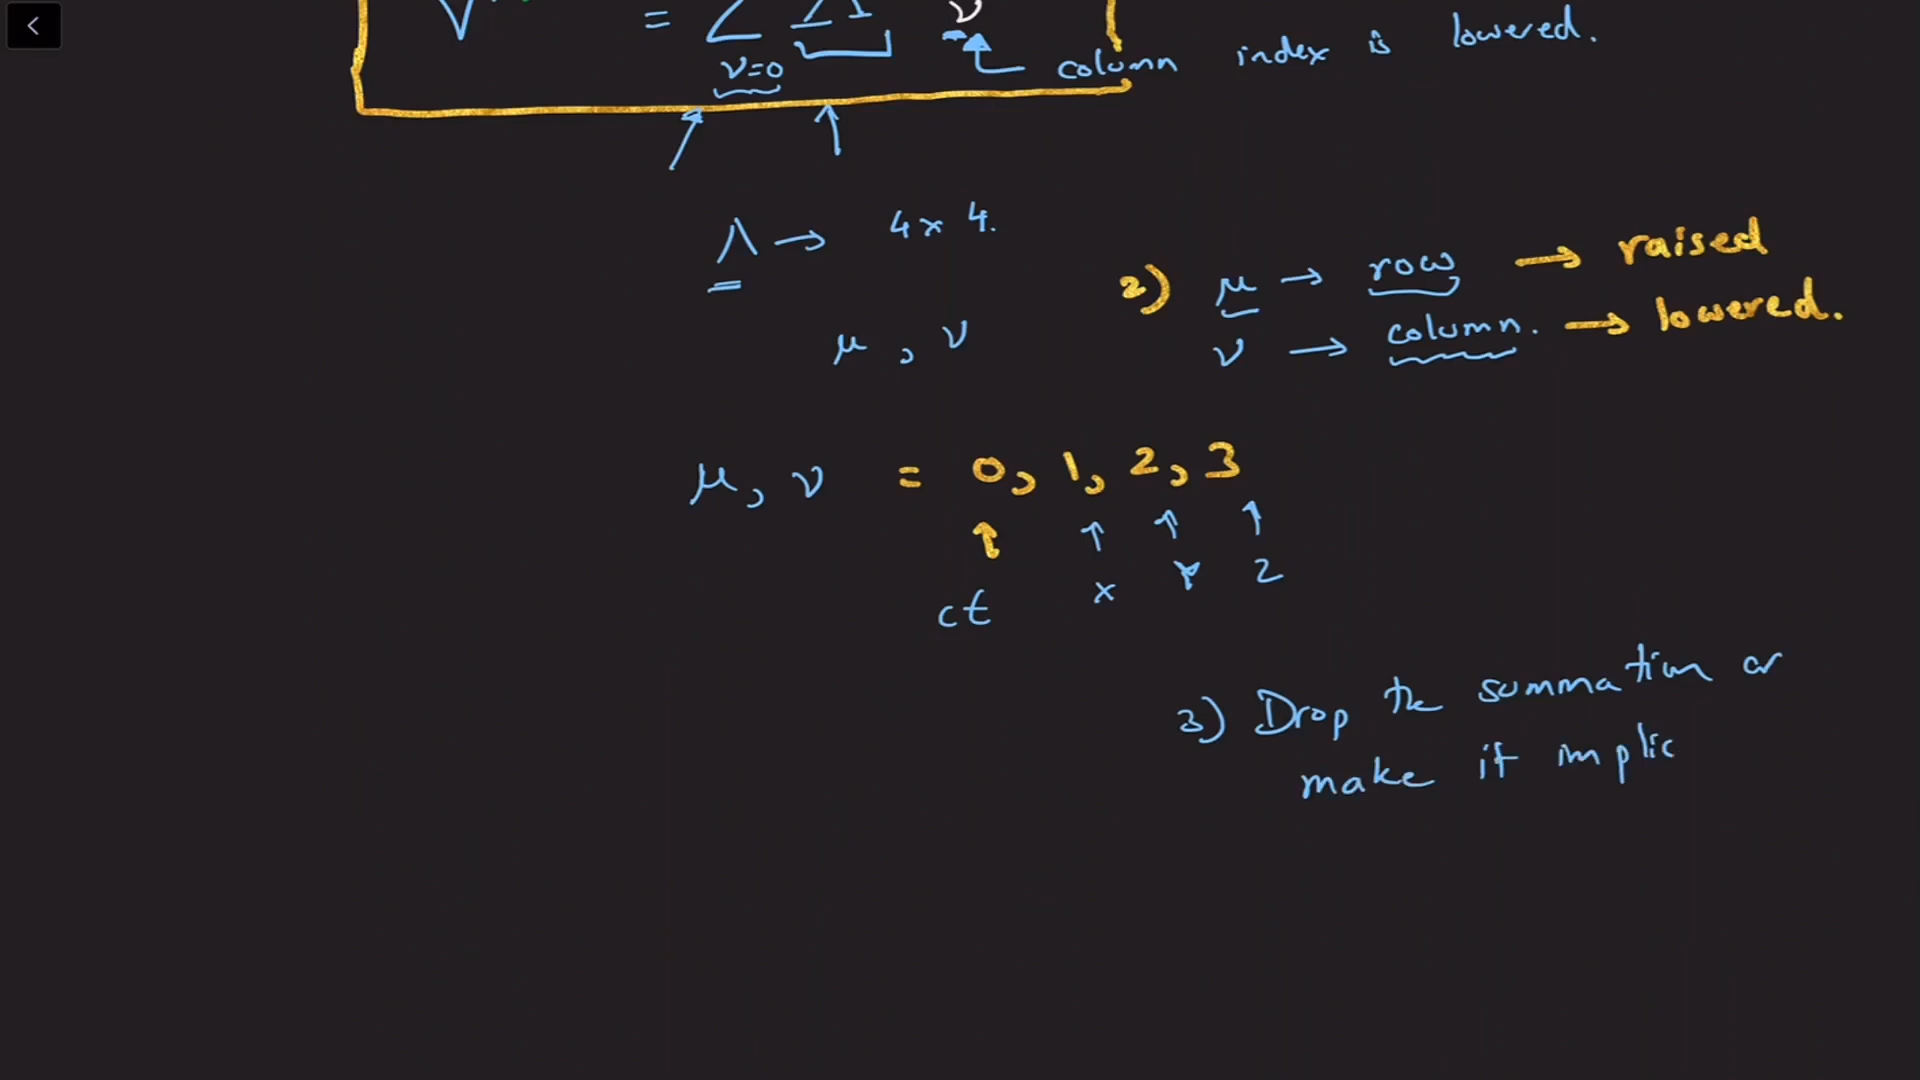 V = Σ Λ ν
ν=0
column index is lowered.
Λ → 4 × 4.
2) μ → row → raised
ν → column. → lowered.
μ , ν
μ, ν = 0, 1, 2, 3
ct x y z
3) Drop the summation or
make it implic